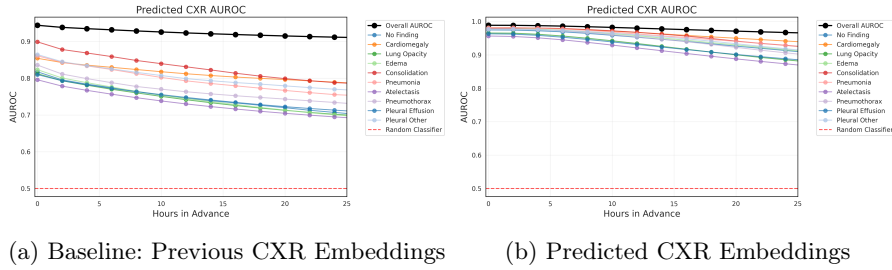 Predicted CXR AUROC
0.9
0.8
0.7
0.6
0.5
AUROC
0
5
10
15
20
25
Hours in Advance
Overall AUROC
No Finding
Cardiomegaly
Lung Opacity
Edema
Consolidation
Pneumonia
Atelectasis
Pneumothorax
Pleural Effusion
Pleural Other
Random Classifier
(a) Baseline: Previous CXR Embeddings
Predicted CXR AUROC
1.0
0.9
0.8
0.7
0.6
0.5
AUROC
0
5
10
15
20
25
Hours in Advance
Overall AUROC
No Finding
Cardiomegaly
Lung Opacity
Edema
Consolidation
Pneumonia
Atelectasis
Pneumothorax
Pleural Effusion
Pleural Other
Random Classifier
(b) Predicted CXR Embeddings